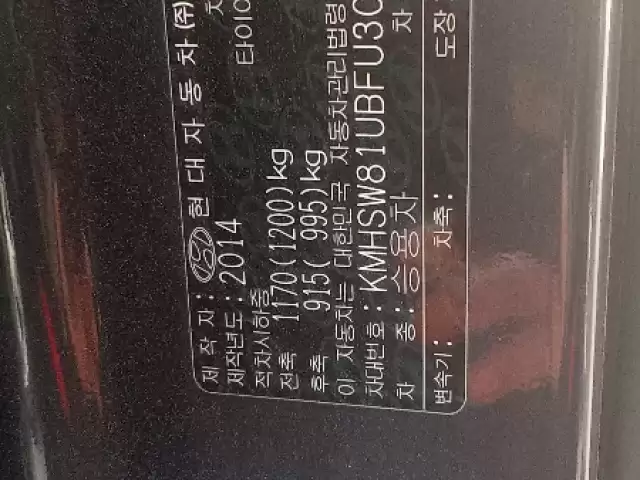 제 작 자 : 현 대 자 동 차 (주)
제작년도 : 2014
적차시하중 타이
전축 1170(1200)kg
후축 915( 995)kg
이 자동차는 대한민국 자동차관리법령
차대번호 : KMHSW81UBFU3
차 종 : 승용차 차
변속기 : 차축 : 도장